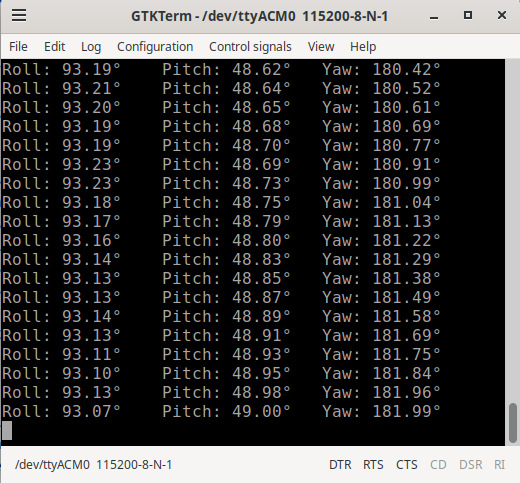 GTKTerm - /dev/ttyACM0 115200-8-N-1
File Edit Log Configuration Control signals View Help
Roll: 93.19° Pitch: 48.62° Yaw: 180.42°
Roll: 93.21° Pitch: 48.64° Yaw: 180.52°
Roll: 93.20° Pitch: 48.65° Yaw: 180.61°
Roll: 93.19° Pitch: 48.68° Yaw: 180.69°
Roll: 93.19° Pitch: 48.70° Yaw: 180.77°
Roll: 93.23° Pitch: 48.69° Yaw: 180.91°
Roll: 93.23° Pitch: 48.73° Yaw: 180.99°
Roll: 93.18° Pitch: 48.75° Yaw: 181.04°
Roll: 93.17° Pitch: 48.79° Yaw: 181.13°
Roll: 93.16° Pitch: 48.80° Yaw: 181.22°
Roll: 93.14° Pitch: 48.83° Yaw: 181.29°
Roll: 93.13° Pitch: 48.85° Yaw: 181.38°
Roll: 93.13° Pitch: 48.87° Yaw: 181.49°
Roll: 93.14° Pitch: 48.89° Yaw: 181.58°
Roll: 93.13° Pitch: 48.91° Yaw: 181.69°
Roll: 93.11° Pitch: 48.93° Yaw: 181.75°
Roll: 93.10° Pitch: 48.95° Yaw: 181.84°
Roll: 93.13° Pitch: 48.98° Yaw: 181.96°
Roll: 93.07° Pitch: 49.00° Yaw: 181.99°
/dev/ttyACM0 115200-8-N-1 DTR RTS CTS CD DSR RI